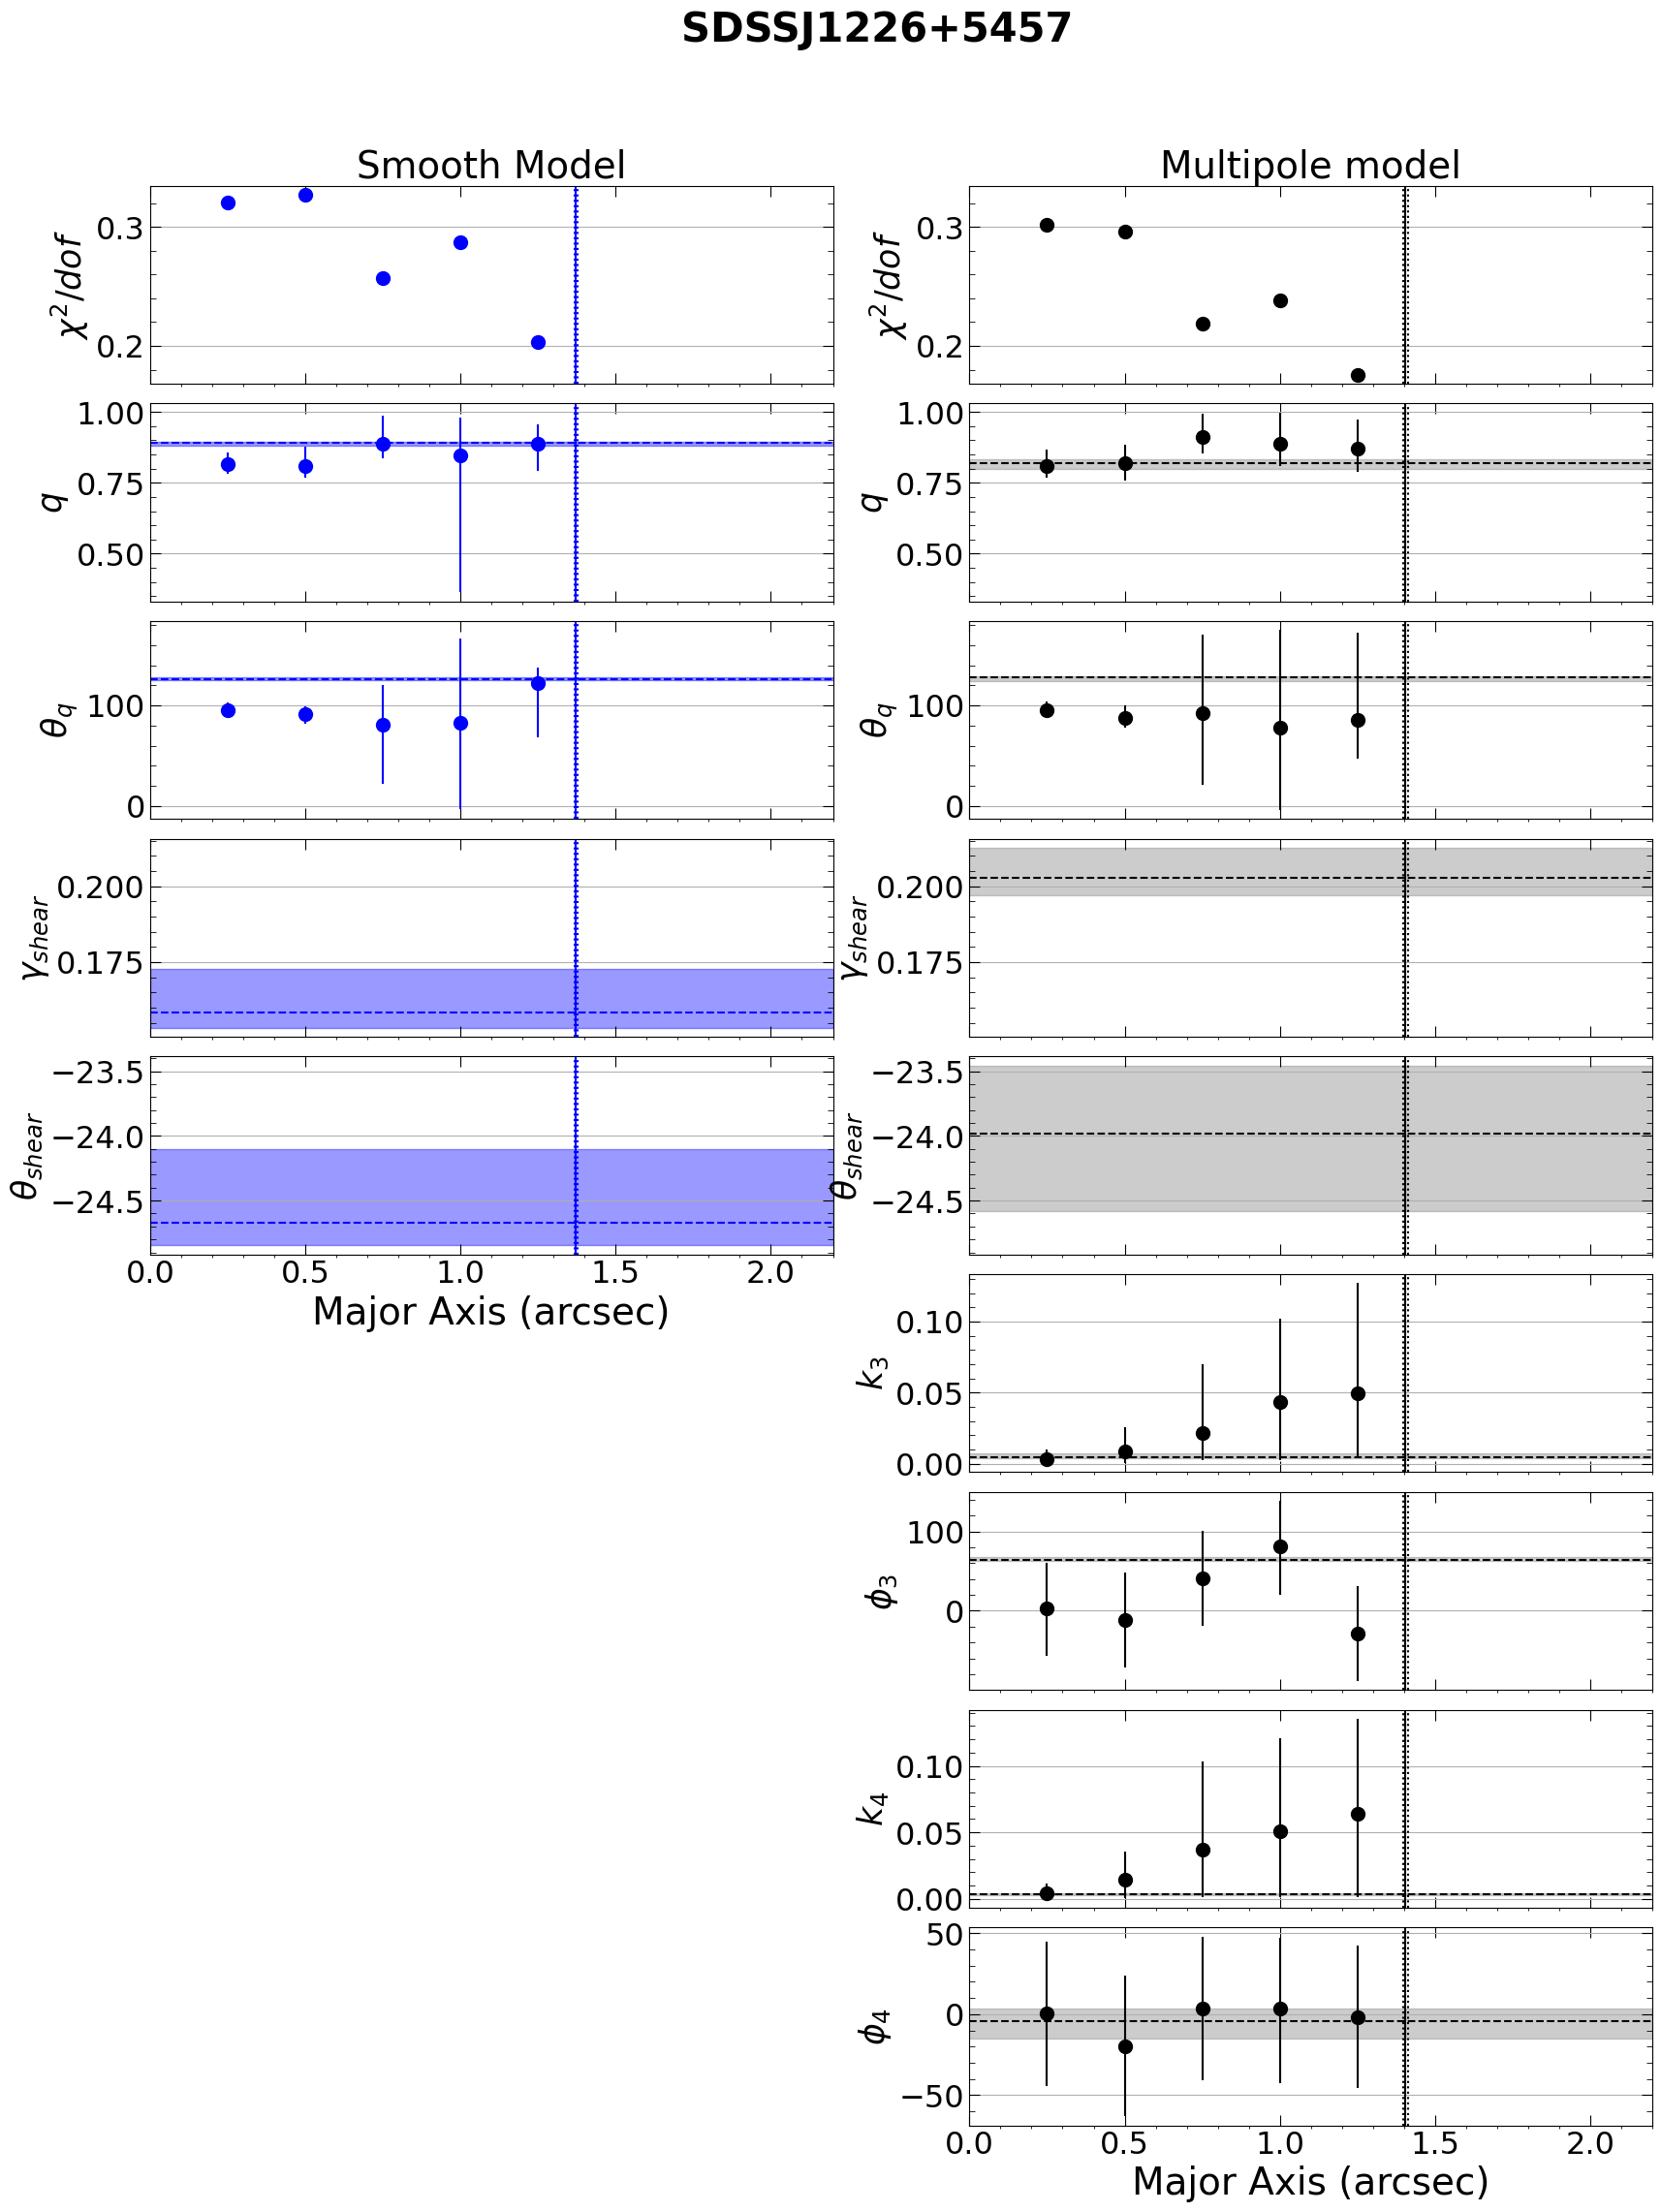 SDSSJ1226+5457
Smooth Model
Multipole model
χ²/dof
0.3
0.2
χ²/dof
0.3
0.2
q
1.00
0.75
0.50
q
1.00
0.75
0.50
θq
100
0
θq
100
0
γshear
0.200
0.175
γshear
0.200
0.175
θshear
−23.5
−24.0
−24.5
θshear
−23.5
−24.0
−24.5
0.0 0.5 1.0 1.5 2.0
Major Axis (arcsec)
k3
0.10
0.05
0.00
ϕ3
100
0
k4
0.10
0.05
0.00
ϕ4
50
0
−50
0.0 0.5 1.0 1.5 2.0
Major Axis (arcsec)